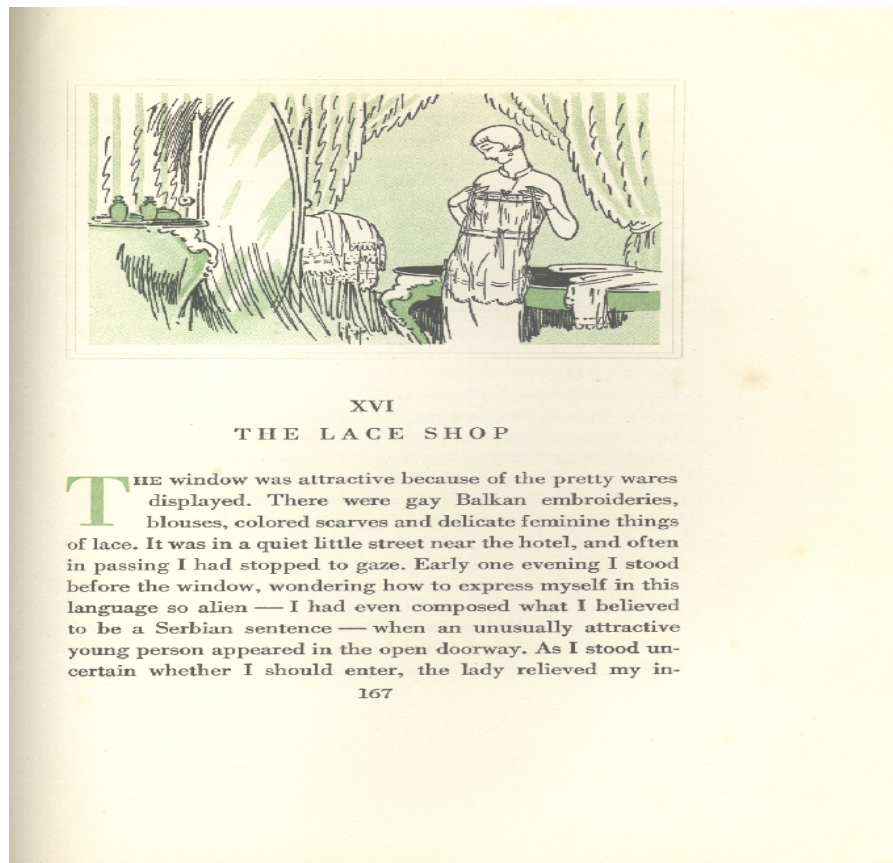 XVI
THE LACE SHOP
THE window was attractive because of the pretty wares
displayed. There were gay Balkan embroideries,
blouses, colored scarves and delicate feminine things
of lace. It was in a quiet little street near the hotel, and often
in passing I had stopped to gaze. Early one evening I stood
before the window, wondering how to express myself in this
language so alien — I had even composed what I believed
to be a Serbian sentence — when an unusually attractive
young person appeared in the open doorway. As I stood un-
certain whether I should enter, the lady relieved my in-
167